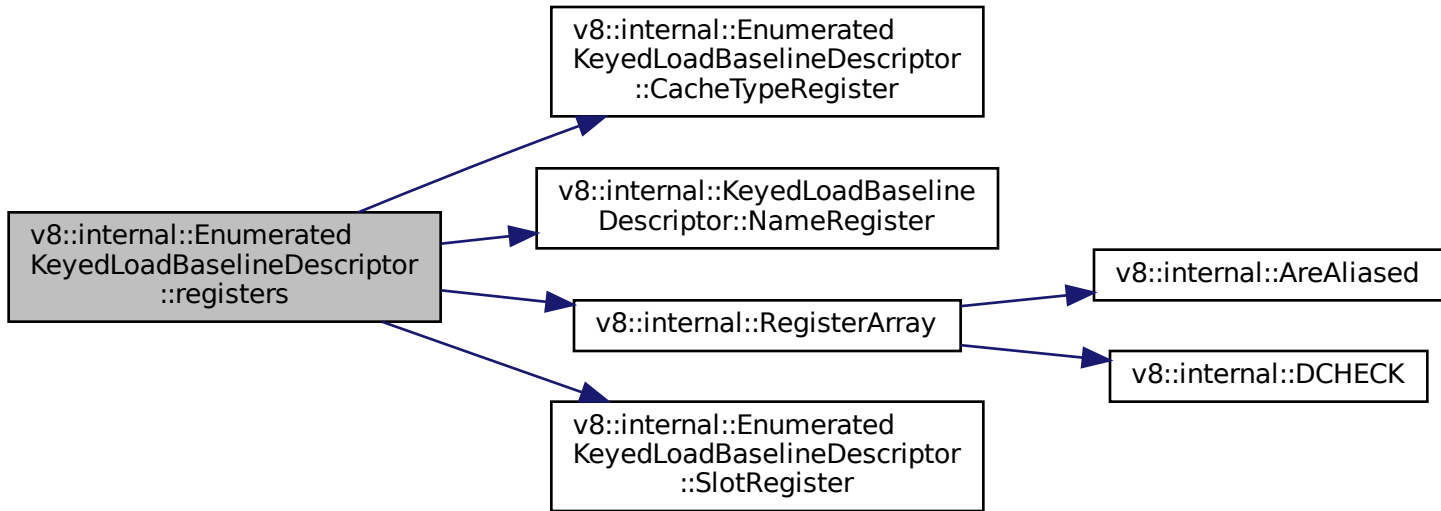 v8::internal::Enumerated
KeyedLoadBaselineDescriptor
::registers
v8::internal::Enumerated
KeyedLoadBaselineDescriptor
::CacheTypeRegister
v8::internal::KeyedLoadBaseline
Descriptor::NameRegister
v8::internal::RegisterArray
v8::internal::AreAliased
v8::internal::DCHECK
v8::internal::Enumerated
KeyedLoadBaselineDescriptor
::SlotRegister